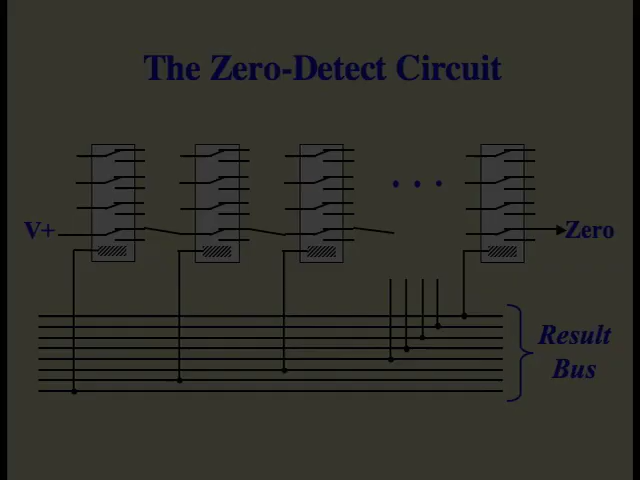 The Zero-Detect Circuit
V+
Zero
Result
Bus